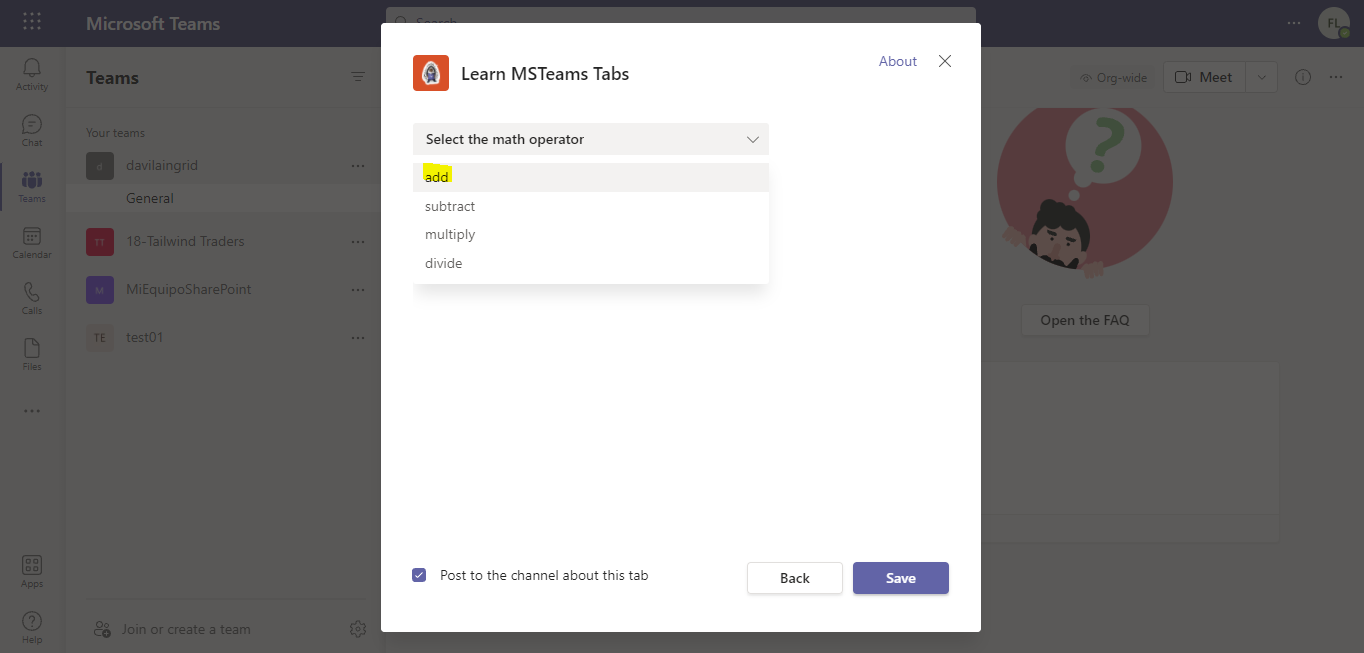 Microsoft Teams
Search
FL
Activity
Chat
Teams
Calendar
Calls
Files
Apps
Help
Teams
Your teams
d
davilaingrid
General
TT
18-Tailwind Traders
M
MiEquipoSharePoint
TE
test01
Join or create a team
Learn MSTeams Tabs
About
Select the math operator
add
subtract
multiply
divide
Post to the channel about this tab
Back
Save
Org-wide
Meet
?
Open the FAQ